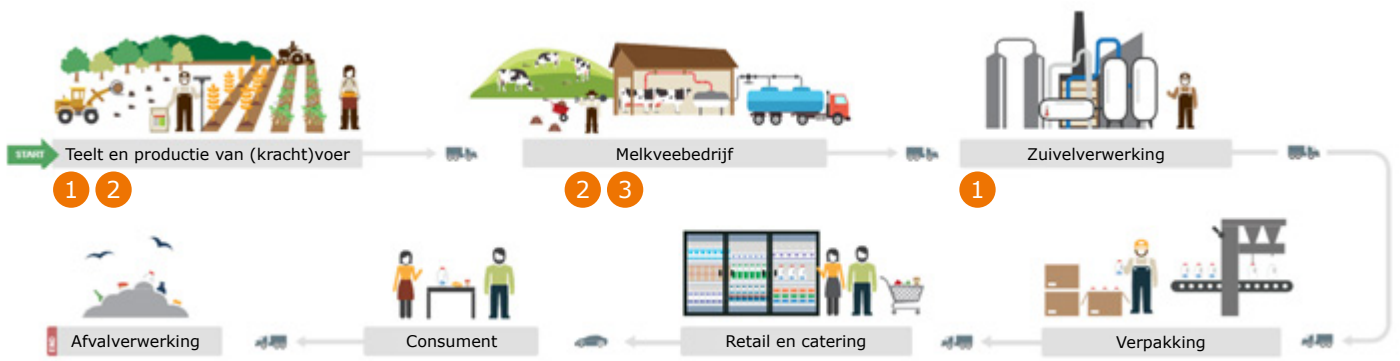 START
Teelt en productie van (kracht)voer
Melkveebedrijf
Zuivelverwerking
1 2
2 3
1
END
Afvalverwerking
Consument
Retail en catering
Verpakking